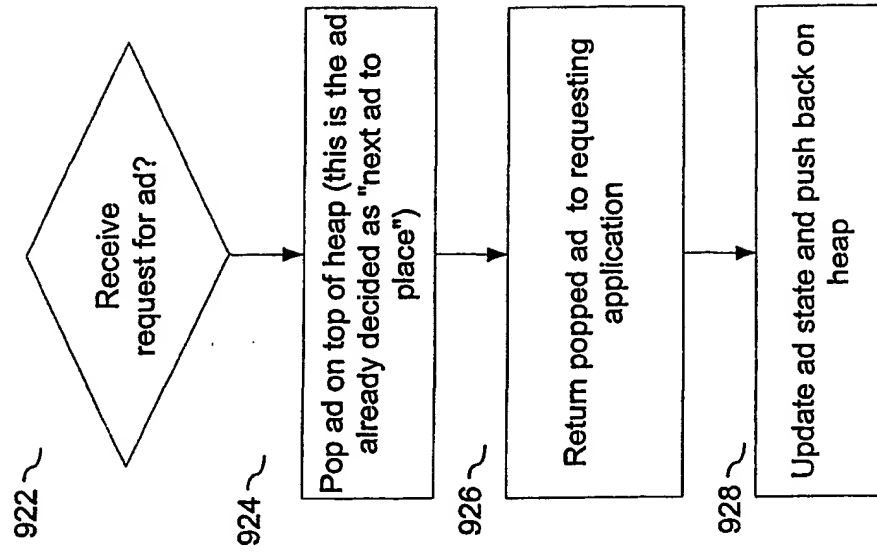 922
Receive
request for ad?
924
Pop ad on top of heap (this is the ad
already decided as "next ad to
place")
926
Return popped ad to requesting
application
928
Update ad state and push back on
heap